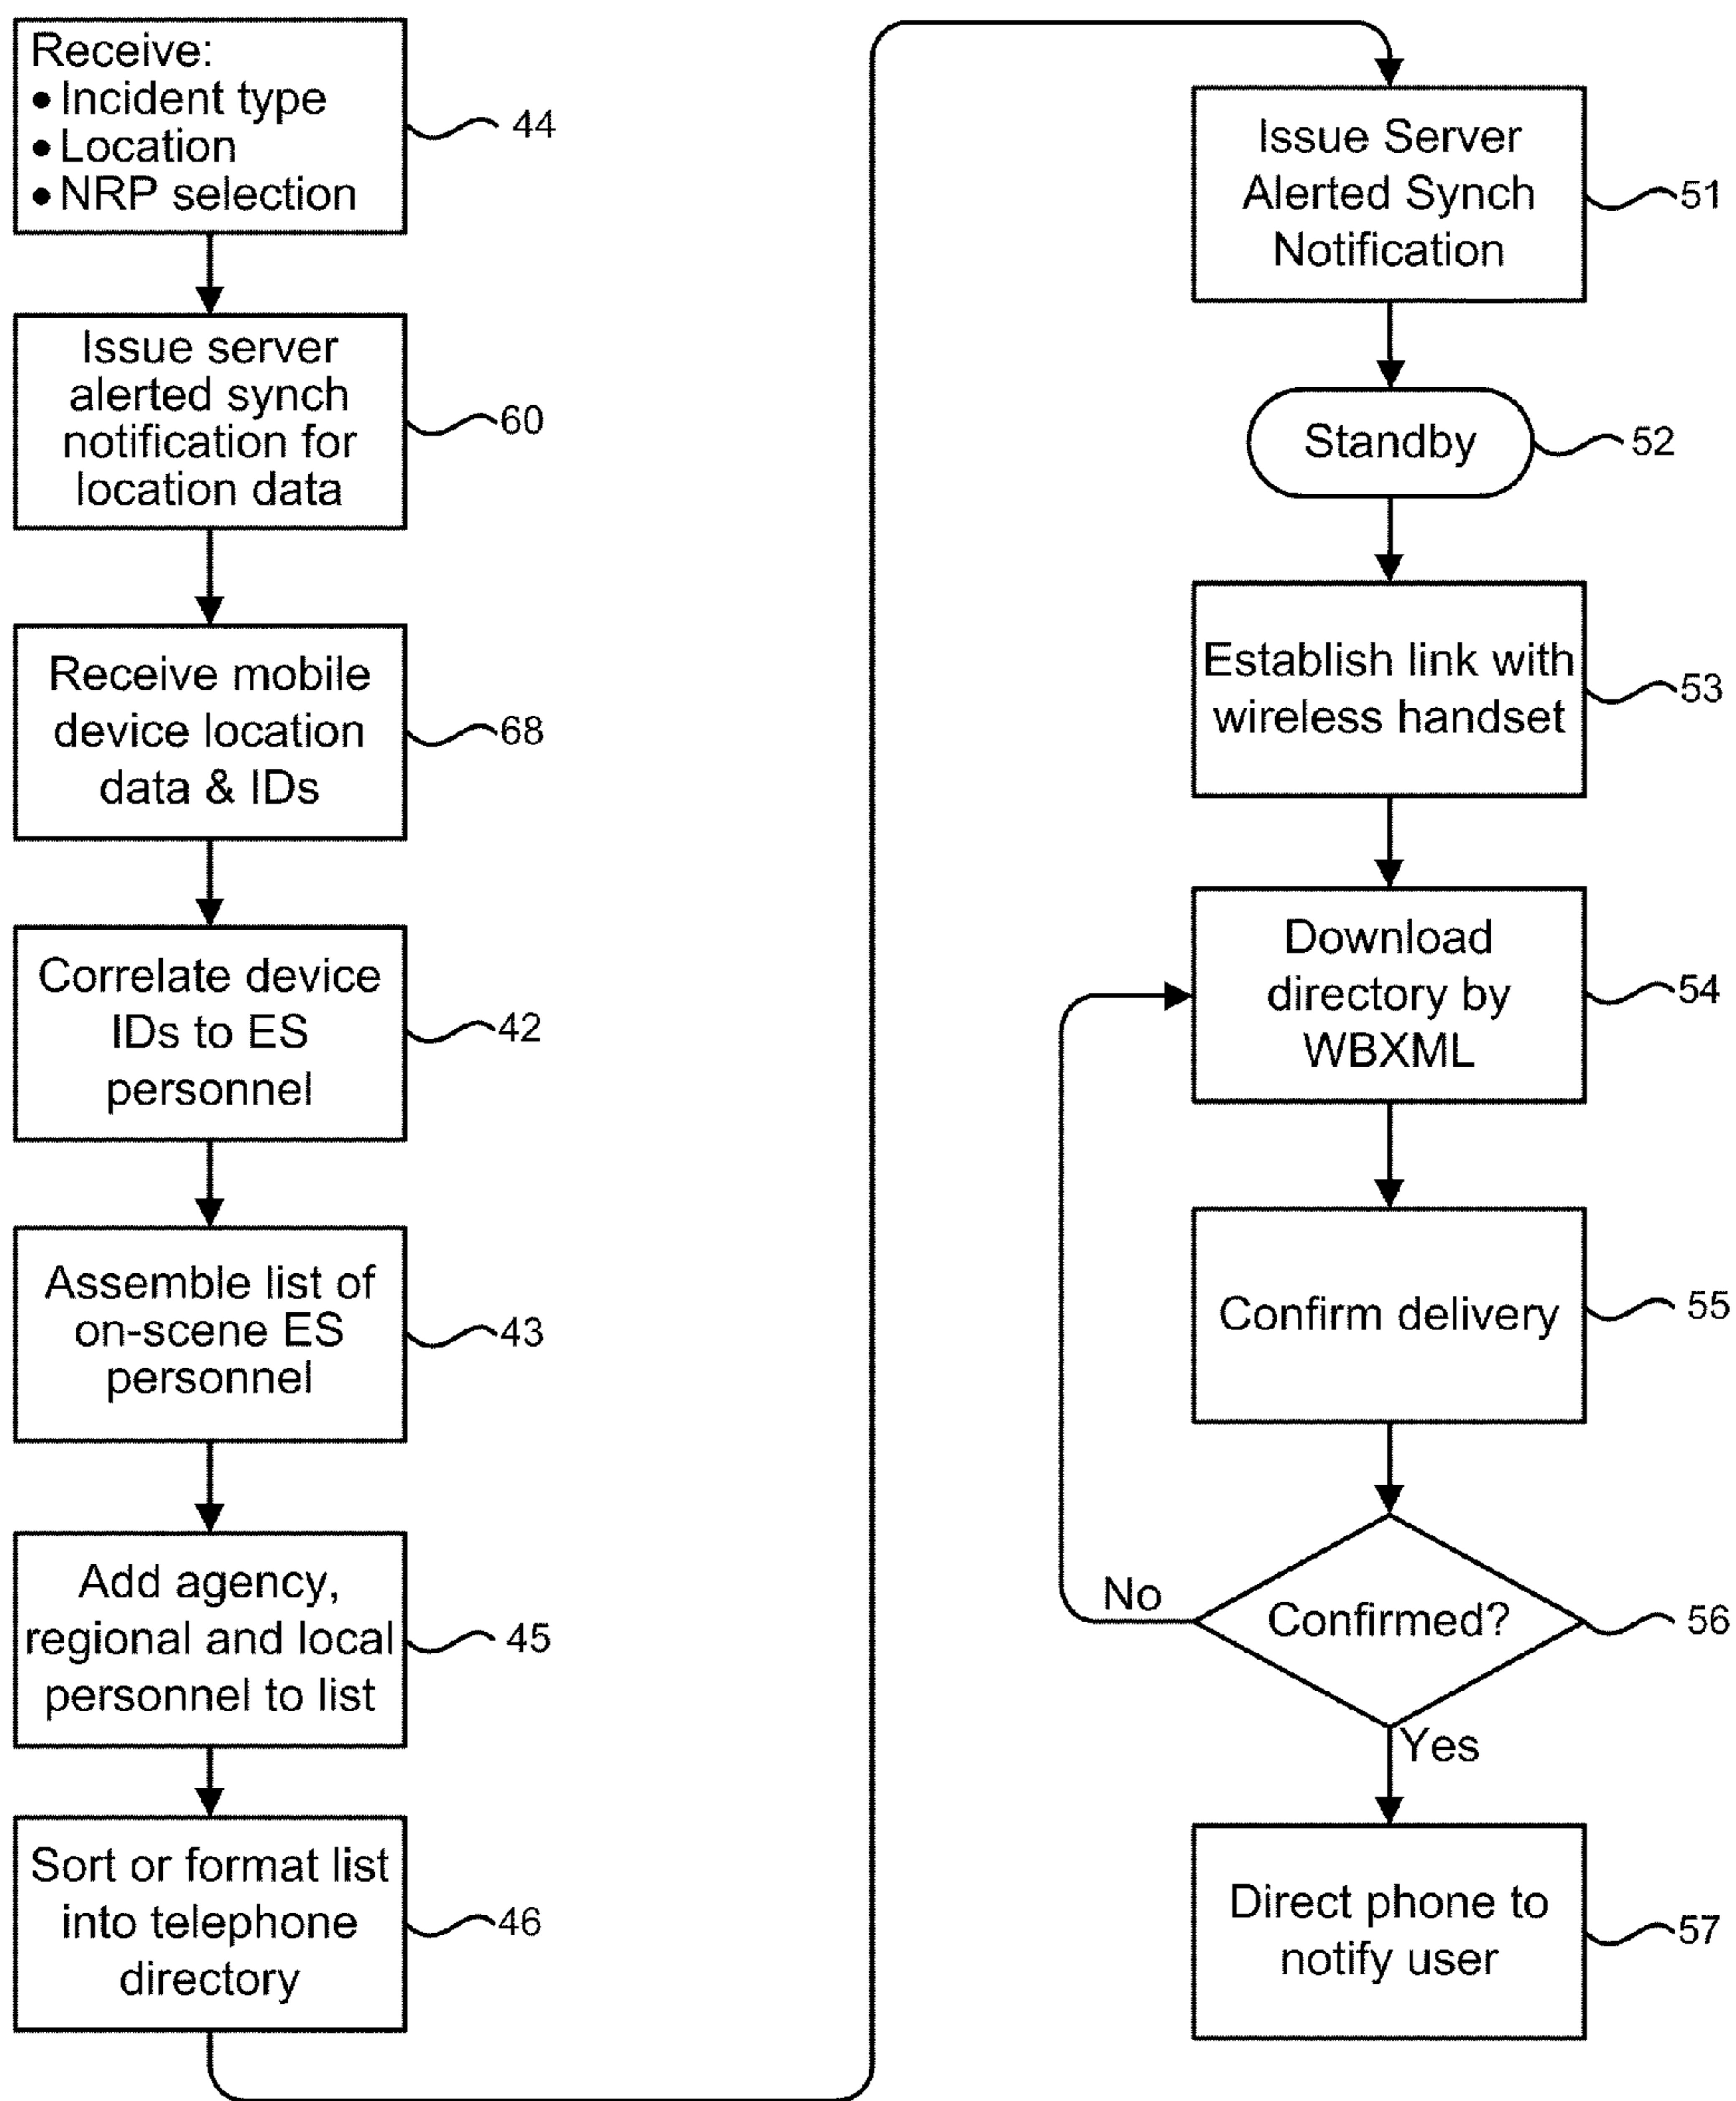 Receive:
• Incident type
• Location
• NRP selection
44
Issue server
alerted synch
notification for
location data
60
Receive mobile
device location
data & IDs
68
Correlate device
IDs to ES
personnel
42
Assemble list of
on-scene ES
personnel
43
Add agency,
regional and local
personnel to list
45
Sort or format list
into telephone
directory
46
Issue Server
Alerted Synch
Notification
51
Standby
52
Establish link with
wireless handset
53
Download
directory by
WBXML
54
Confirm delivery
55
No
Confirmed?
56
Yes
Direct phone to
notify user
57